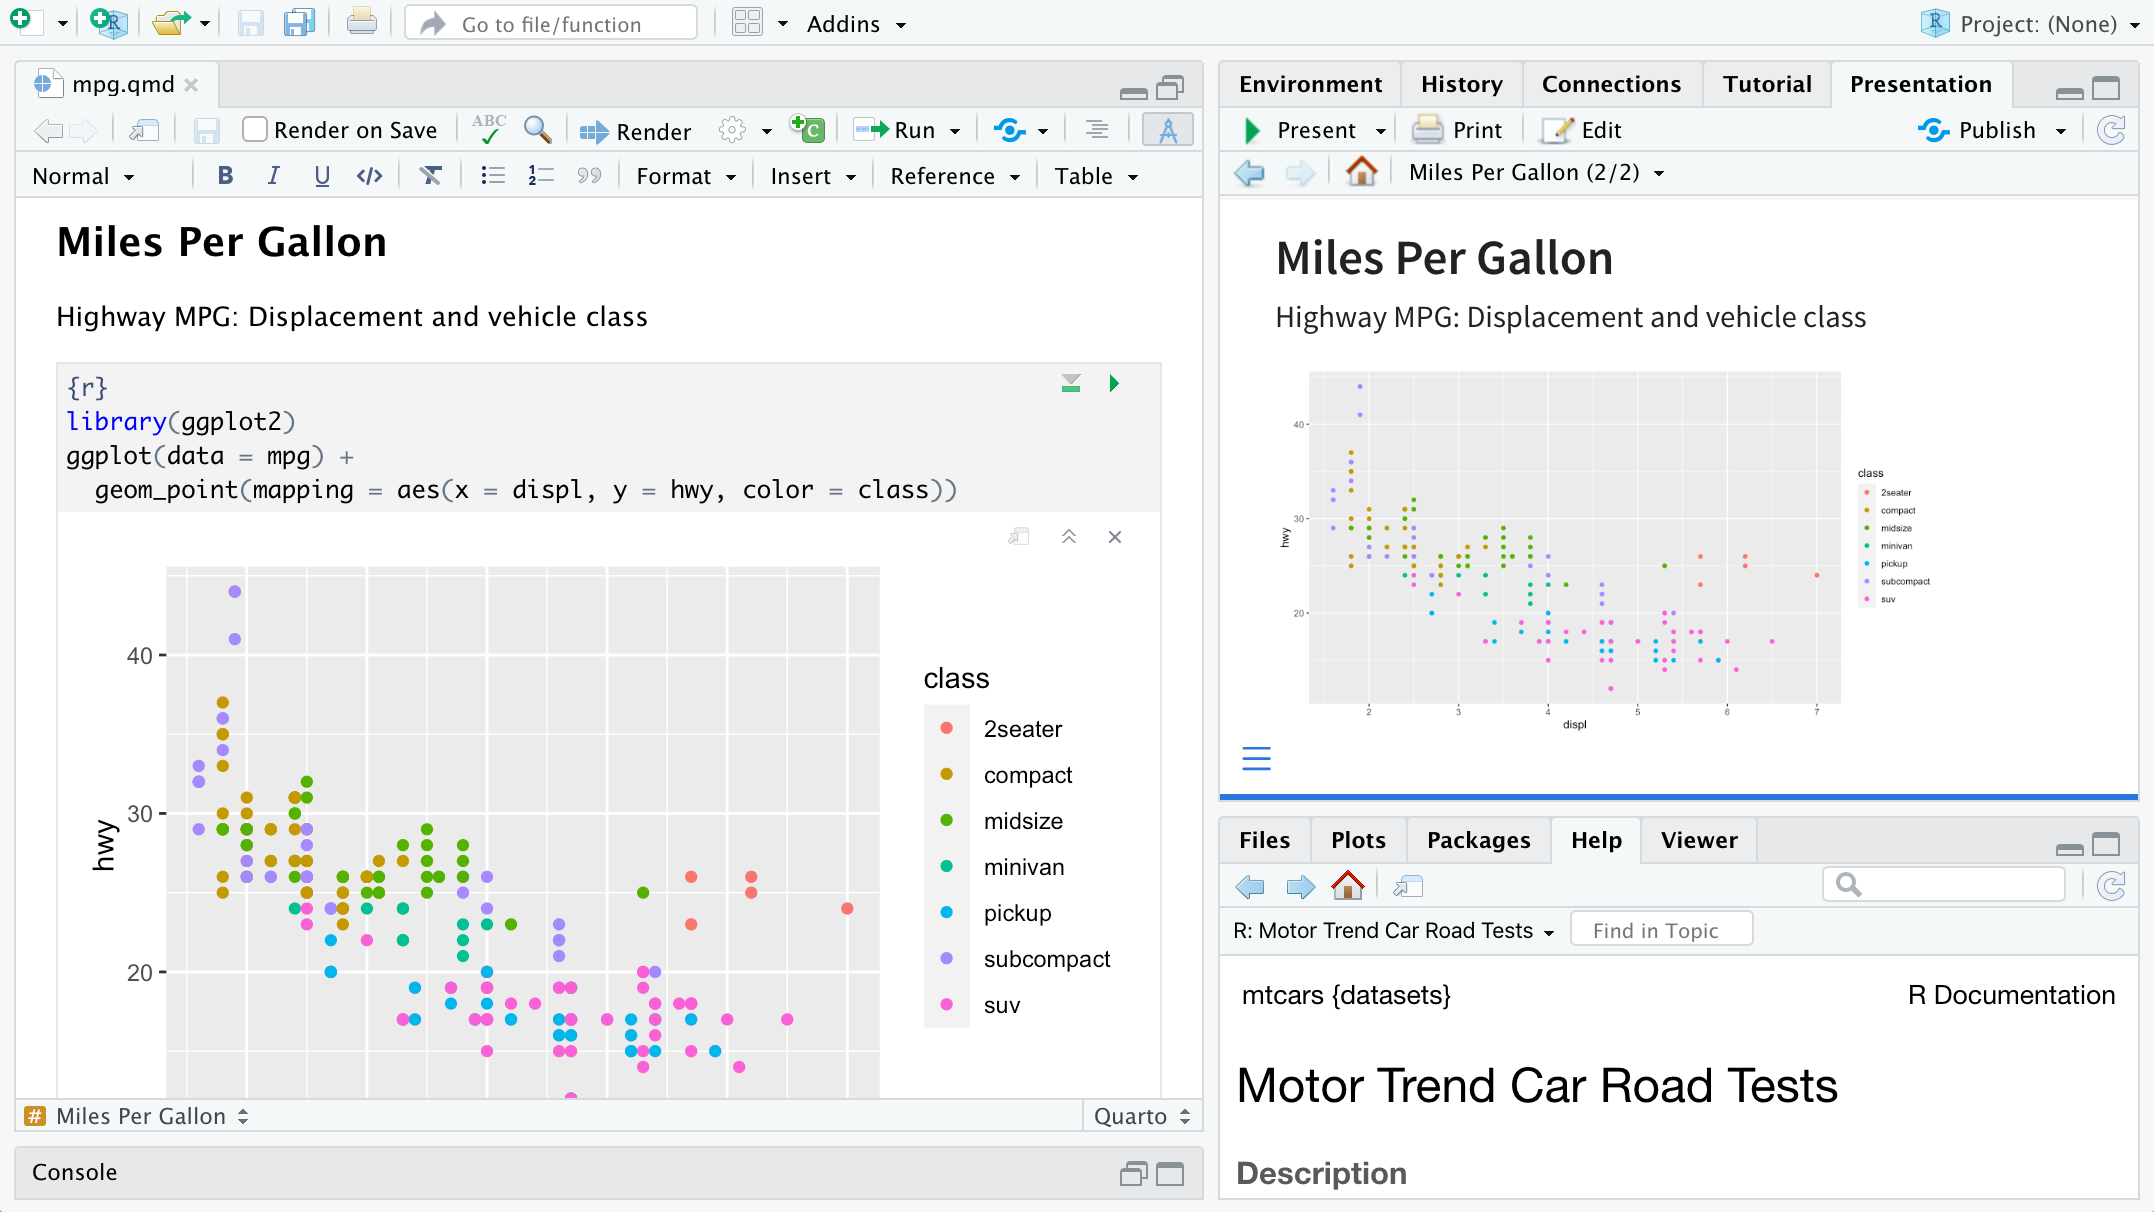 Go to file/function
Addins
Project: (None)
mpg.qmd
Render on Save
ABC
Render
C
Run
Normal
B I U </>
Format
Insert
Reference
Table
Miles Per Gallon
Highway MPG: Displacement and vehicle class
{r}
library(ggplot2)
ggplot(data = mpg) +
  geom_point(mapping = aes(x = displ, y = hwy, color = class))
40
30
20
hwy
class
2seater
compact
midsize
minivan
pickup
subcompact
suv
# Miles Per Gallon
Quarto
Console
Environment History Connections Tutorial Presentation
Present Print Edit Publish
Miles Per Gallon (2/2)
Miles Per Gallon
Highway MPG: Displacement and vehicle class
40
30
20
hwy
2 3 4 5 6 7
displ
class
2seater
compact
midsize
minivan
pickup
subcompact
suv
Files Plots Packages Help Viewer
R: Motor Trend Car Road Tests
Find in Topic
mtcars {datasets}
R Documentation
Motor Trend Car Road Tests
Description